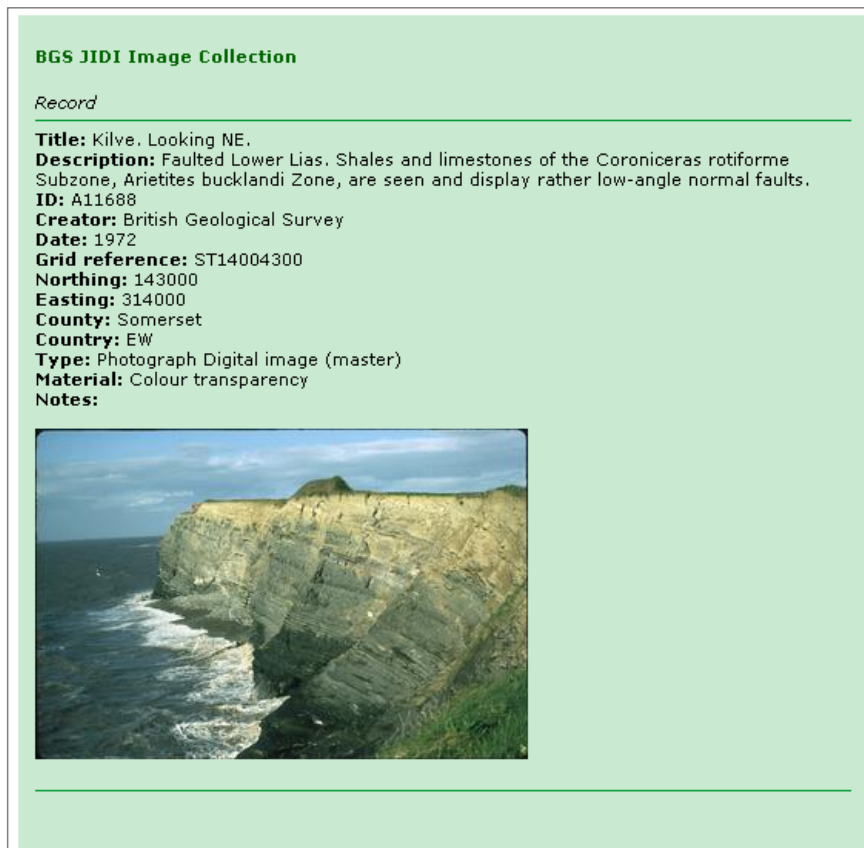 BGS JIDI Image Collection
Record
Title: Kilve. Looking NE.
Description: Faulted Lower Lias. Shales and limestones of the Coroniceras rotiforme
Subzone, Arietites bucklandi Zone, are seen and display rather low-angle normal faults.
ID: A11688
Creator: British Geological Survey
Date: 1972
Grid reference: ST14004300
Northing: 143000
Easting: 314000
County: Somerset
Country: EW
Type: Photograph Digital image (master)
Material: Colour transparency
Notes: